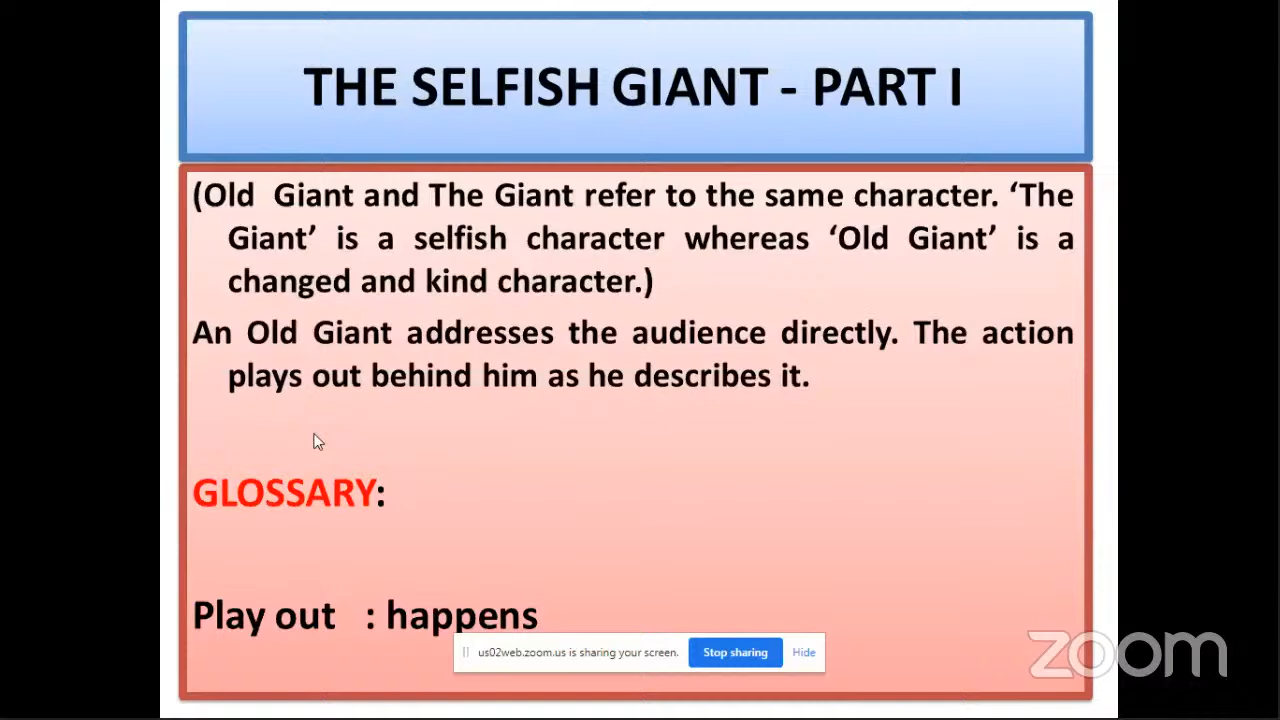 THE SELFISH GIANT - PART I
(Old Giant and The Giant refer to the same character. ‘The
Giant’ is a selfish character whereas ‘Old Giant’ is a
changed and kind character.)
An Old Giant addresses the audience directly. The action
plays out behind him as he describes it.
GLOSSARY:
Play out : happens
us02web.zoom.us is sharing your screen. Stop sharing Hide
zoom